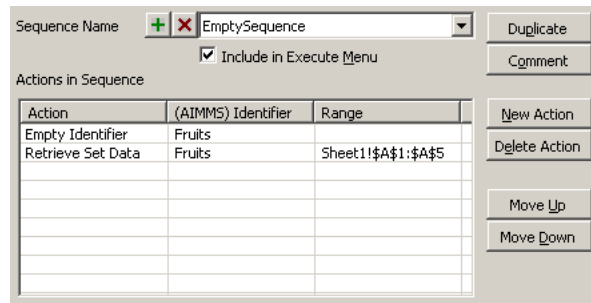 Sequence Name EmptySequence Duplicate
Include in Execute Menu Comment
Actions in Sequence
Action (AIMMS) Identifier Range New Action
Empty Identifier Fruits
Retrieve Set Data Fruits Sheet1!$A$1:$A$5 Delete Action
Move Up
Move Down